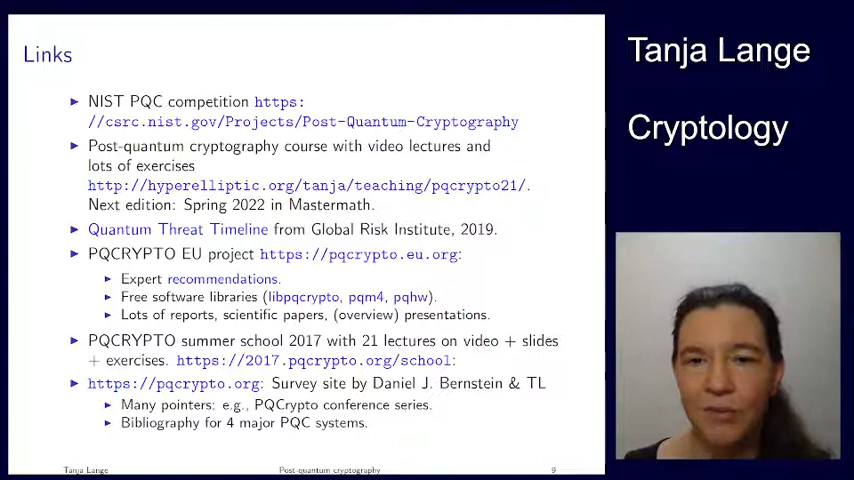 Links
▶ NIST PQC competition https:
//csrc.nist.gov/Projects/Post-Quantum-Cryptography
▶ Post-quantum cryptography course with video lectures and
lots of exercises
http://hyperelliptic.org/tanja/teaching/pqcrypto21/.
Next edition: Spring 2022 in Mastermath.
▶ Quantum Threat Timeline from Global Risk Institute, 2019.
▶ PQCRYPTO EU project https://pqcrypto.eu.org:
▶ Expert recommendations.
▶ Free software libraries (libpqcrypto, pqm4, pqhw).
▶ Lots of reports, scientific papers, (overview) presentations.
▶ PQCRYPTO summer school 2017 with 21 lectures on video + slides
+ exercises. https://2017.pqcrypto.org/school:
▶ https://pqcrypto.org: Survey site by Daniel J. Bernstein & TL
▶ Many pointers: e.g., PQCrypto conference series.
▶ Bibliography for 4 major PQC systems.
Tanja Lange Post-quantum cryptography 9
Tanja Lange
Cryptology